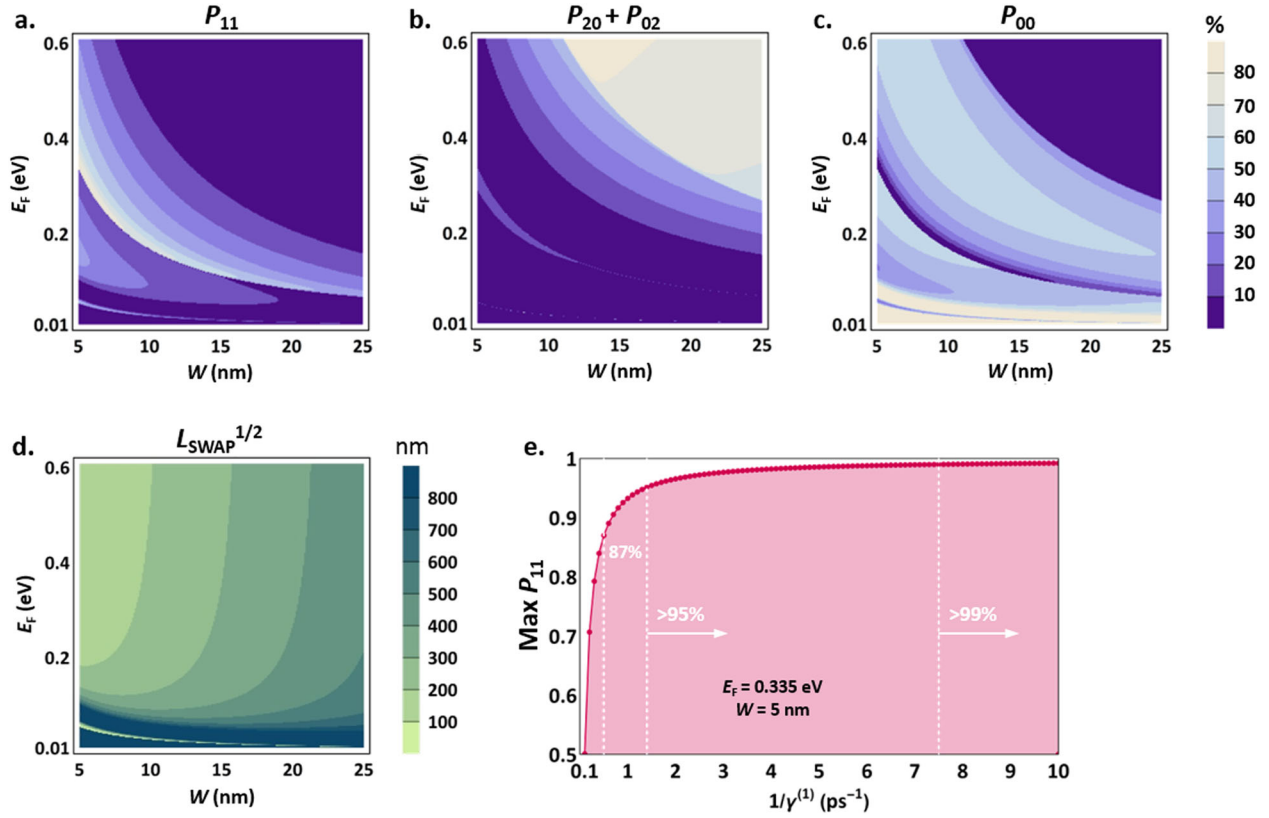 a.
P11
0.6
0.4
0.2
0.01
EF (eV)
5 10 15 20 25
W (nm)
b.
P20 + P02
0.6
0.4
0.2
0.01
EF (eV)
5 10 15 20 25
W (nm)
c.
P00
0.6
0.4
0.2
0.01
EF (eV)
5 10 15 20 25
W (nm)
%
80
70
60
50
40
30
20
10
d.
LSWAP1/2
0.6
0.4
0.2
0.01
EF (eV)
5 10 15 20 25
W (nm)
nm
800
700
600
500
400
300
200
100
e.
1
0.9
0.8
0.7
0.6
0.5
Max P11
87%
>95%
>99%
EF = 0.335 eV
W = 5 nm
0.1 1 2 3 4 5 6 7 8 9 10
1/γ(1) (ps−1)